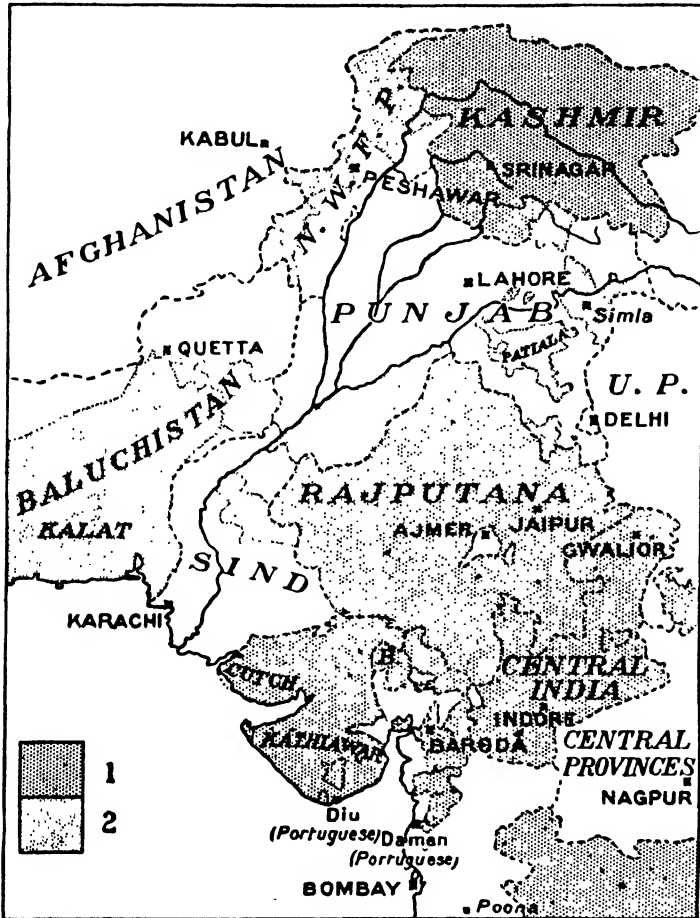 KASHMIR
KABUL
N. W. F. P.
SRINAGAR
PESHAWAR
AFGHANISTAN
LAHORE
PUNJAB
Simla
PATIALA
QUETTA
U. P.
DELHI
BALUCHISTAN
RAJPUTANA
KALAT
AJMER
JAIPUR
GWALIOR
SIND
KARACHI
B.
CUTCH
CENTRAL
INDIA
INDORE
KATHIAWAR
BARODA
CENTRAL
PROVINCES
1
NAGPUR
2
Diu
(Portuguese)
Daman
(Portuguese)
BOMBAY
Poona